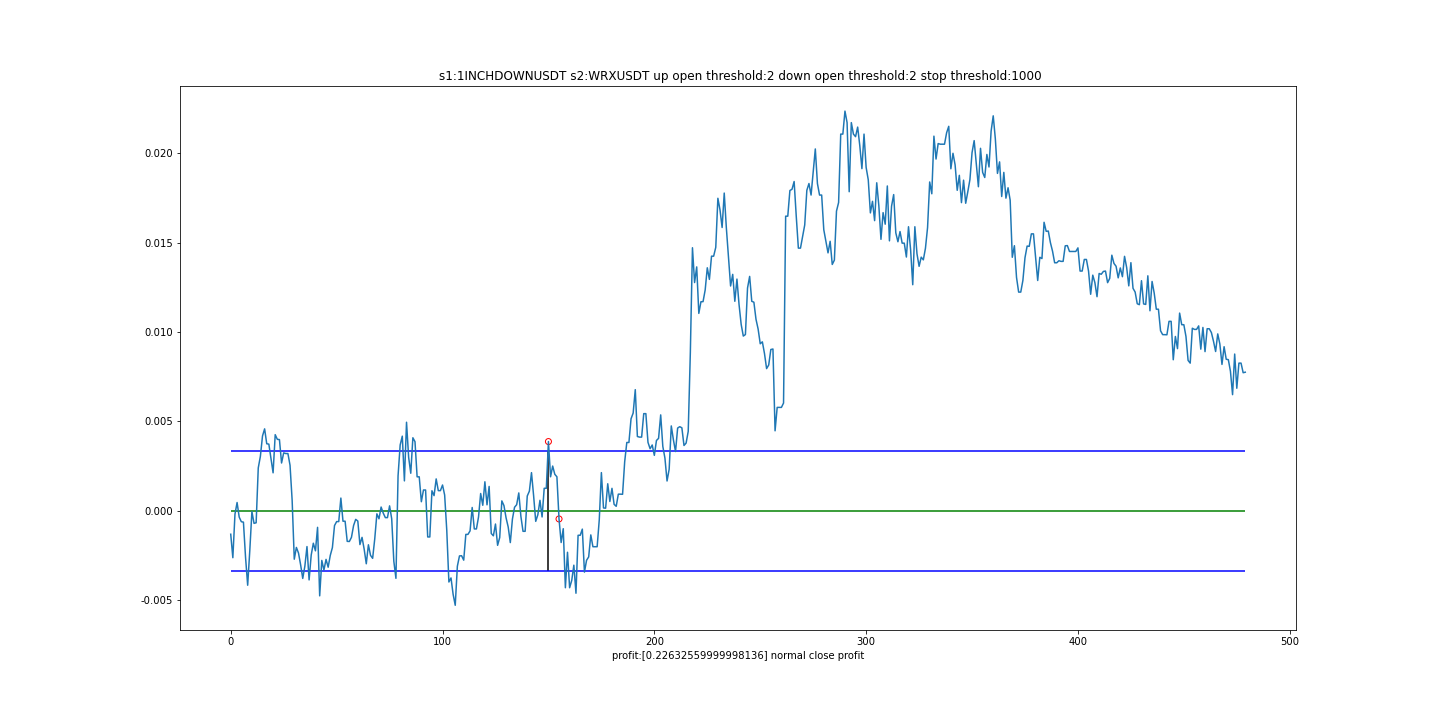 s1:1INCHDOWNUSDT s2:WRXUSDT up open threshold:2 down open threshold:2 stop threshold:1000
0.020
0.015
0.010
0.005
0.000
-0.005
0 100 200 300 400 500
profit:[0.22632559999998136] normal close profit